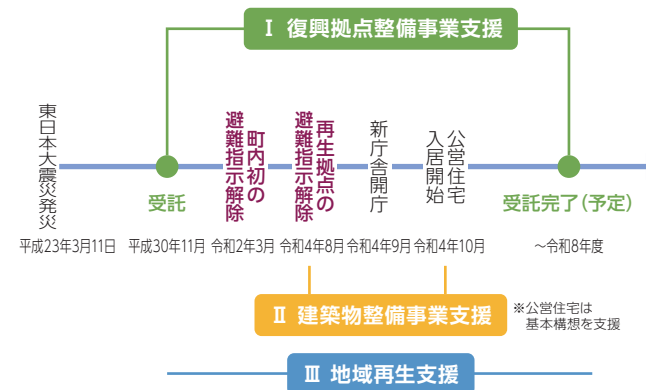 Ⅰ 復興拠点整備事業支援
東日本大震災発災
受託
町内初の
避難指示解除
再生拠点の
避難指示解除
新庁舎開庁
公営住宅
入居開始
受託完了(予定)
平成23年3月11日
平成30年11月
令和2年3月
令和4年8月
令和4年9月
令和4年10月
~令和8年度
Ⅱ 建築物整備事業支援
※公営住宅は
基本構想を支援
Ⅲ 地域再生支援